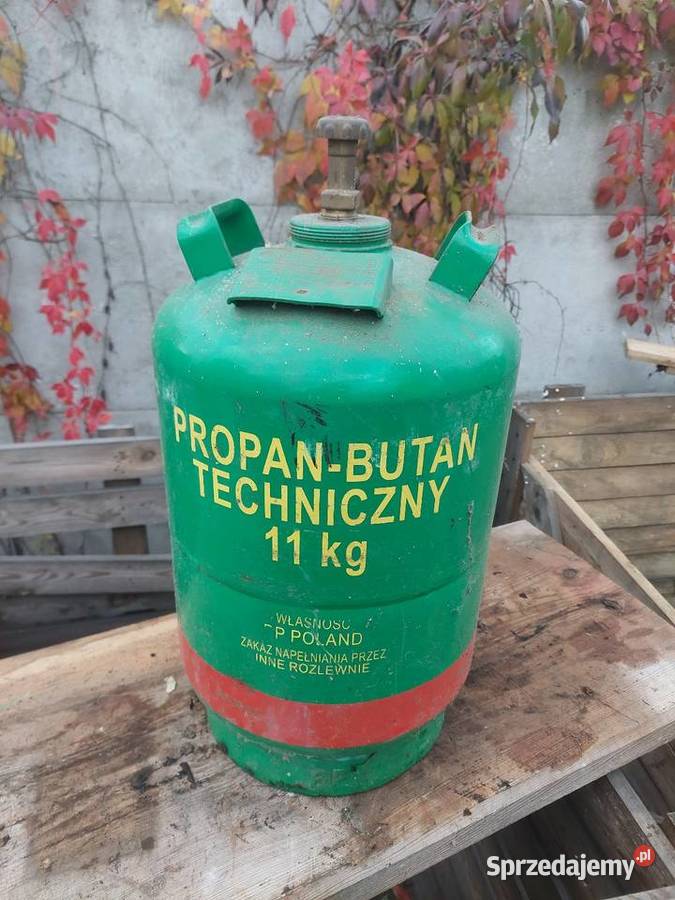 PROPAN-BUTAN
TECHNICZNY
11 kg
WŁASNOŚĆ
P POLAND
ZAKAZ NAPEŁNIANIA PRZEZ
INNE ROZLEWNIE
Sprzedajemy.pl